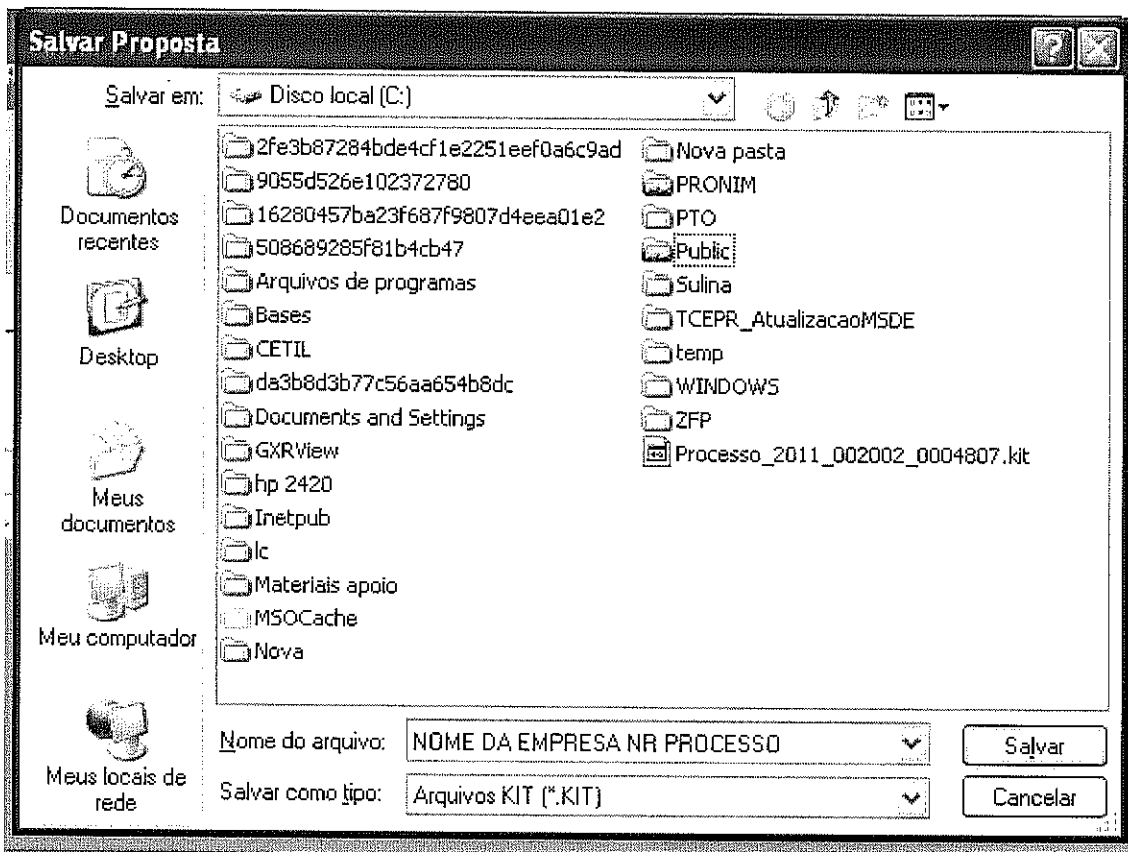 Salvar Proposta
Salvar em: Disco local (C:)
Documentos
recentes
Desktop
Meus
documentos
Meu computador
Meus locais de
rede
2fe3b87284bde4cf1e2251eef0a6c9ad
9055d526e102372780
16280457ba23f687f9807d4eea01e2
508689285f81b4cb47
Arquivos de programas
Bases
CETIL
da3b8d3b77c56aa654b8dc
Documents and Settings
GXRView
hp 2420
Inetpub
lc
Materiais apoio
MSOCache
Nova
Nova pasta
PRONIM
PTO
Public
Sulina
TCEPR_AtualizacaoMSDE
temp
WINDOWS
ZFP
Processo_2011_002002_0004807.kit
Nome do arquivo: NOME DA EMPRESA NR PROCESSO
Salvar
Salvar como tipo: Arquivos KIT (*.KIT)
Cancelar